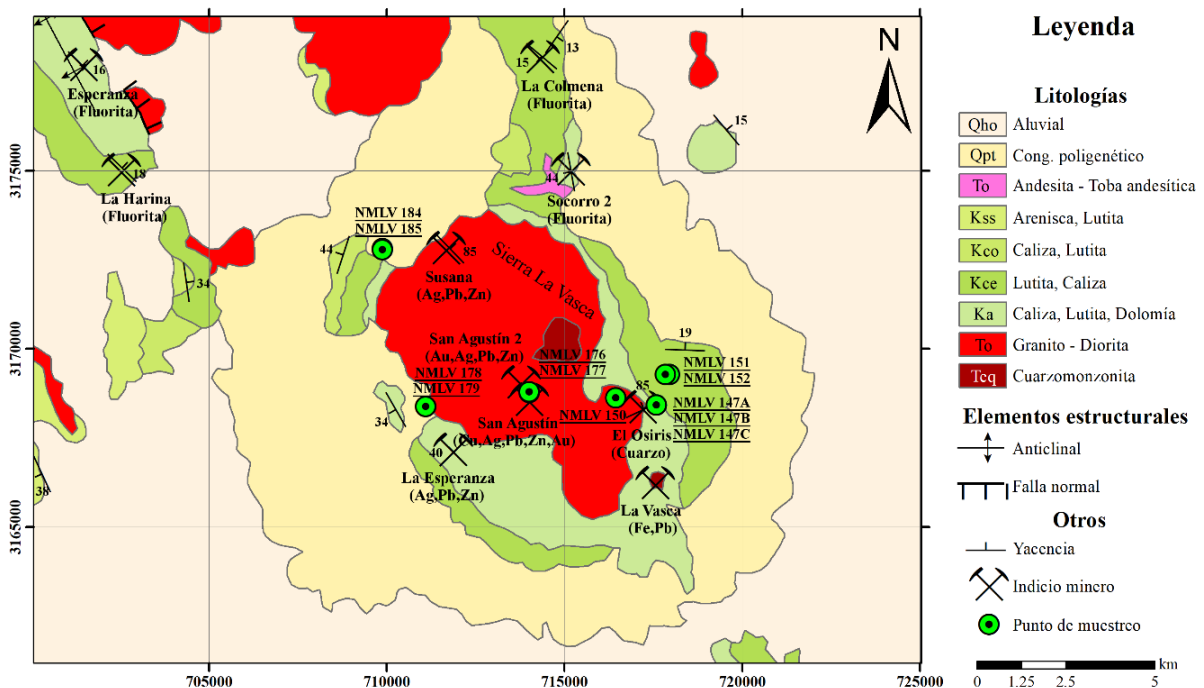 13
15
La Colmena
(Fluorita)
16
Esperanza
(Fluorita)
15
18
La Harina
(Fluorita)
44
Socorro 2
(Fluorita)
NMLV 184
NMLV 185
44
85
Susana
(Ag,Pb,Zn)
Sierra La Vasca
34
San Agustín 2
(Au,Ag,Pb,Zn)
NMLV 176
NMLV 177
NMLV 178
NMLV 179
19
NMLV 151
NMLV 152
85
NMLV 150
NMLV 147A
NMLV 147B
NMLV 147C
34
San Agustín
(Cu,Ag,Pb,Zn,Au)
El Osiris
(Cuarzo)
40
La Esperanza
(Ag,Pb,Zn)
La Vasca
(Fe,Pb)
38
N
3175000
3170000
3165000
705000
710000
715000
720000
725000
Leyenda
Litologías
Qho Aluvial
Qpt Cong. poligenético
To Andesita - Toba andesítica
Kss Arenisca, Lutita
Kco Caliza, Lutita
Kce Lutita, Caliza
Ka Caliza, Lutita, Dolomía
To Granito - Diorita
Tcq Cuarzomonzonita
Elementos estructurales
Anticlinal
Falla normal
Otros
Yacencia
Indicio minero
Punto de muestreo
0 1.25 2.5 5 km